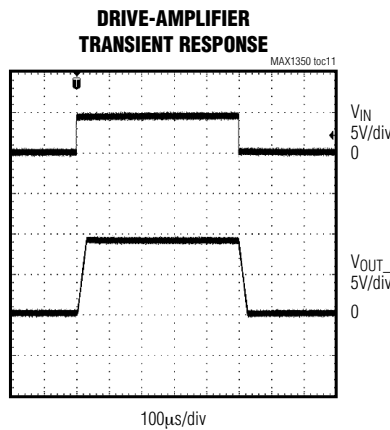 DRIVE-AMPLIFIER
TRANSIENT RESPONSE
MAX1350 toc11
T
VIN
5V/div
0
VOUT_
5V/div
0
100μs/div